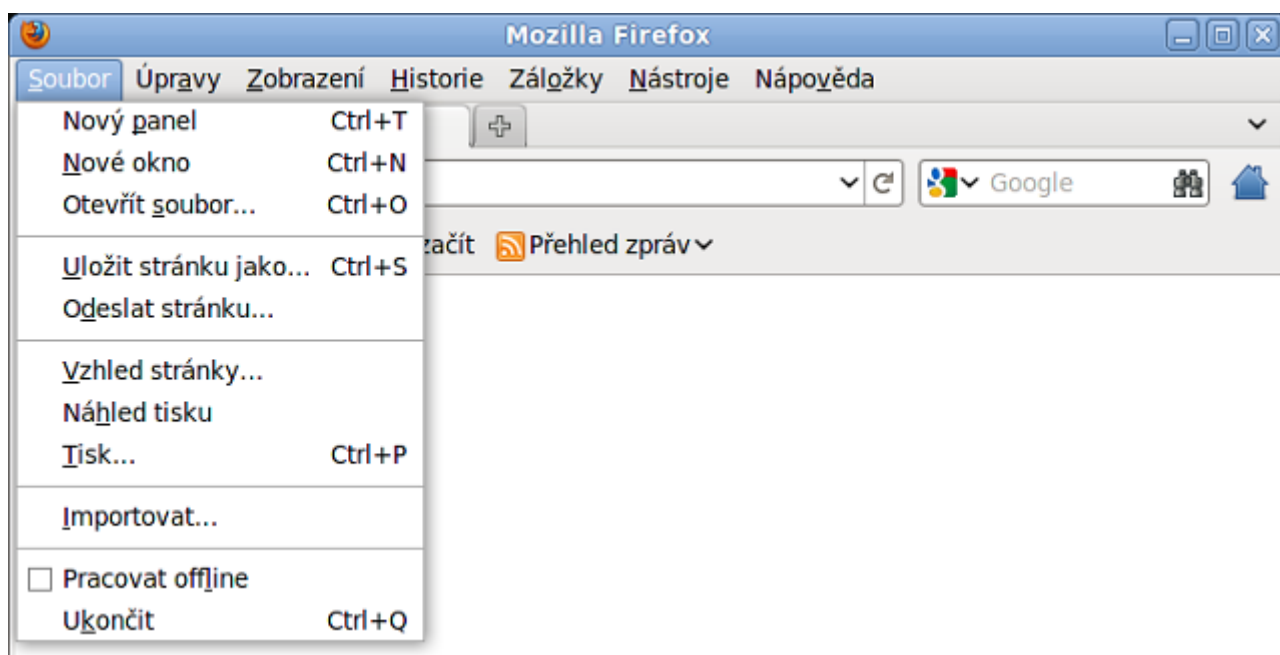 Mozilla Firefox
Soubor Úpravy Zobrazení Historie Záložky Nástroje Nápověda
Nový panel Ctrl+T
Nové okno Ctrl+N
Google
Otevřít soubor... Ctrl+O
začít Přehled zpráv
Uložit stránku jako... Ctrl+S
Odeslat stránku...
Vzhled stránky...
Náhled tisku
Tisk... Ctrl+P
Importovat...
Pracovat offline
Ukončit Ctrl+Q